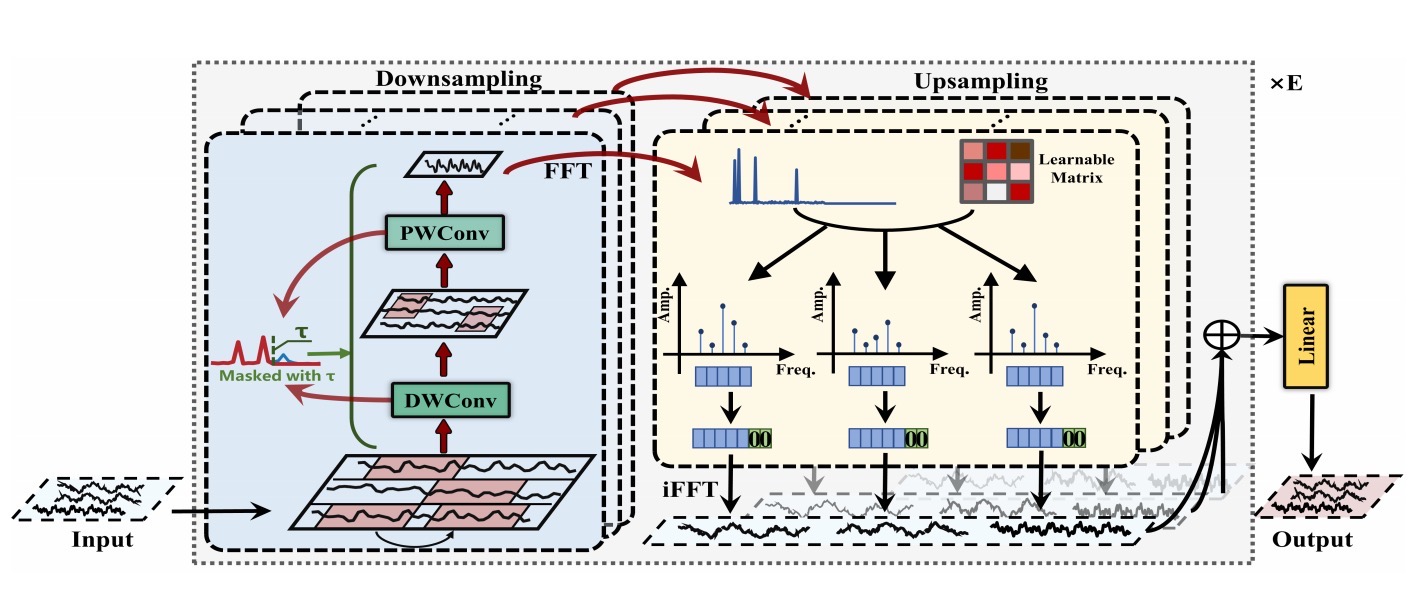 Downsampling
Upsampling
×E
FFT
Learnable
Matrix
PWConv
τ
Masked with τ
DWConv
Amp.
Freq.
Amp.
Freq.
Amp.
Freq.
00
00
00
iFFT
Linear
Input
Output